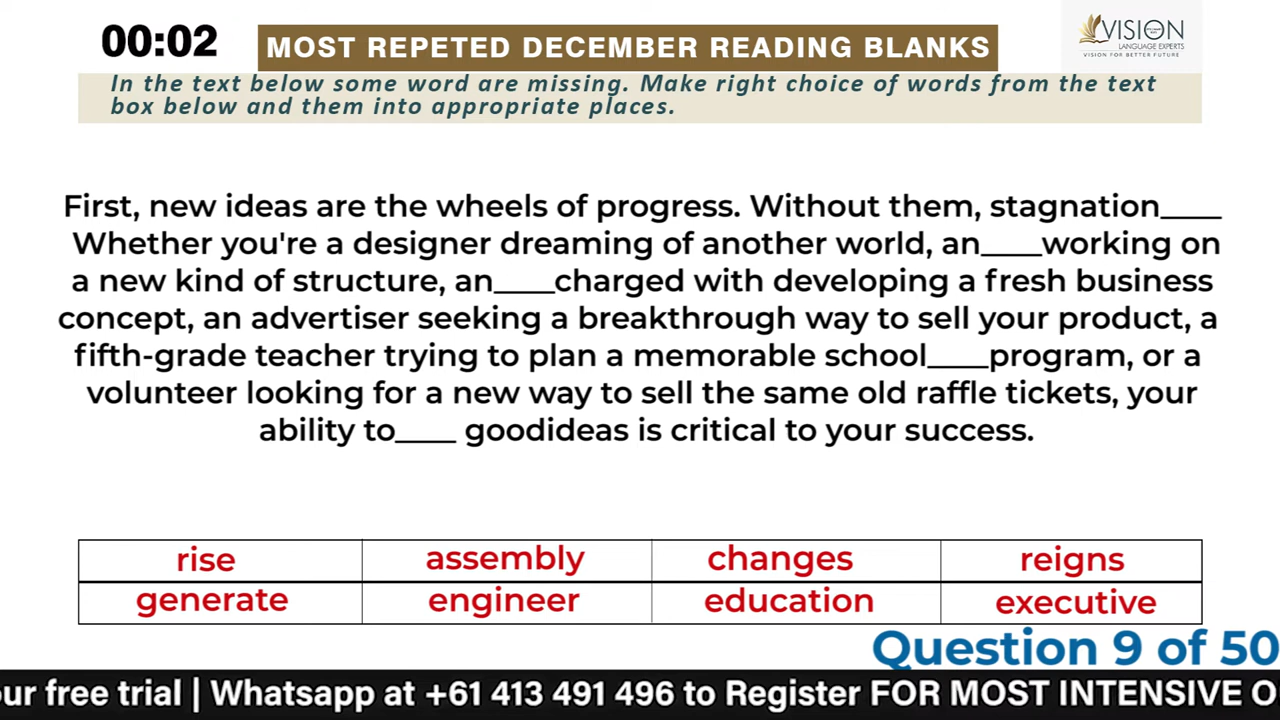 00:02
MOST REPETED DECEMBER READING BLANKS
VISION
LANGUAGE EXPERTS
VISION FOR BETTER FUTURE
In the text below some word are missing. Make right choice of words from the text
box below and them into appropriate places.
First, new ideas are the wheels of progress. Without them, stagnation____
Whether you're a designer dreaming of another world, an____working on
a new kind of structure, an____charged with developing a fresh business
concept, an advertiser seeking a breakthrough way to sell your product, a
fifth-grade teacher trying to plan a memorable school____program, or a
volunteer looking for a new way to sell the same old raffle tickets, your
ability to____ goodideas is critical to your success.
rise assembly changes reigns
generate engineer education executive
Question 9 of 50
our free trial | Whatsapp at +61 413 491 496 to Register FOR MOST INTENSIVE O